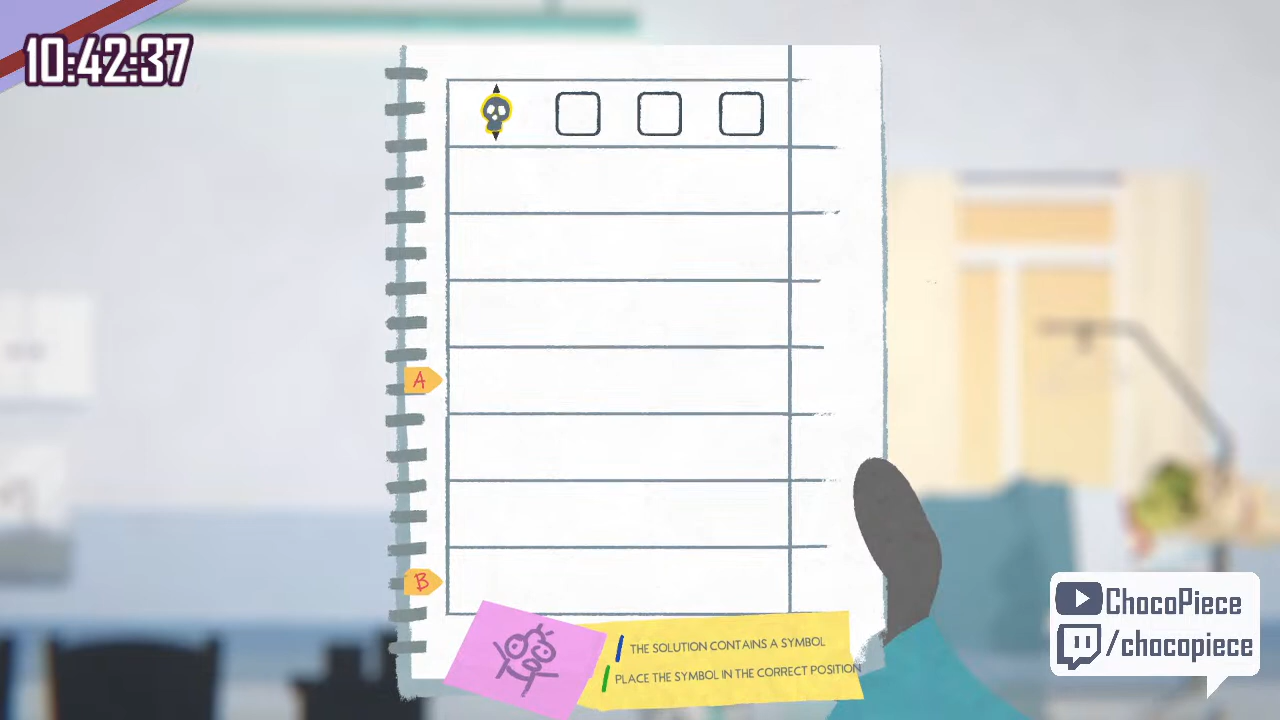 10:42:37
A
B
THE SOLUTION CONTAINS A SYMBOL
PLACE THE SYMBOL IN THE CORRECT POSITION
ChocoPiece
/chocopiece